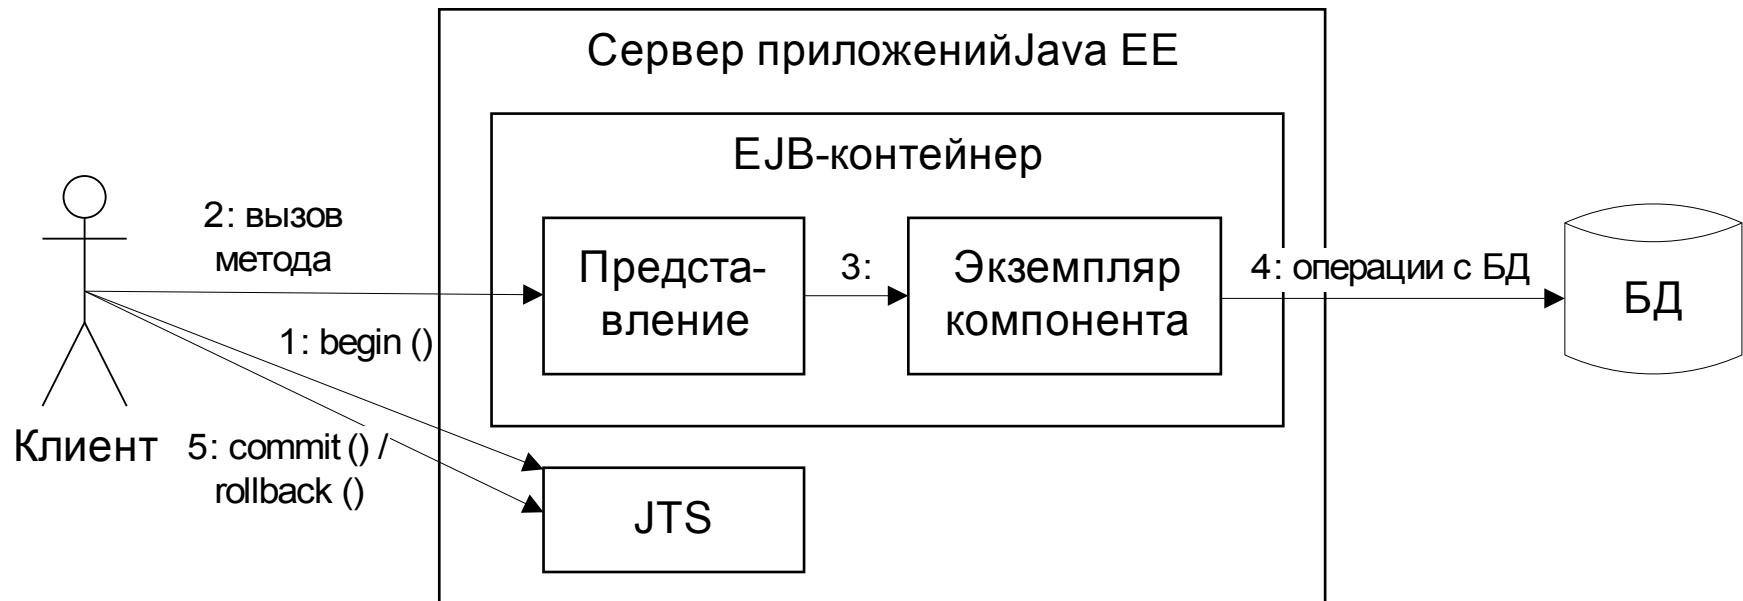 Сервер приложенийJava EE
EJB-контейнер
2: вызов
метода
Предста-
вление
3:
Экземпляр
компонента
4: операции с БД
БД
1: begin ()
Клиент
5: commit () /
rollback ()
JTS